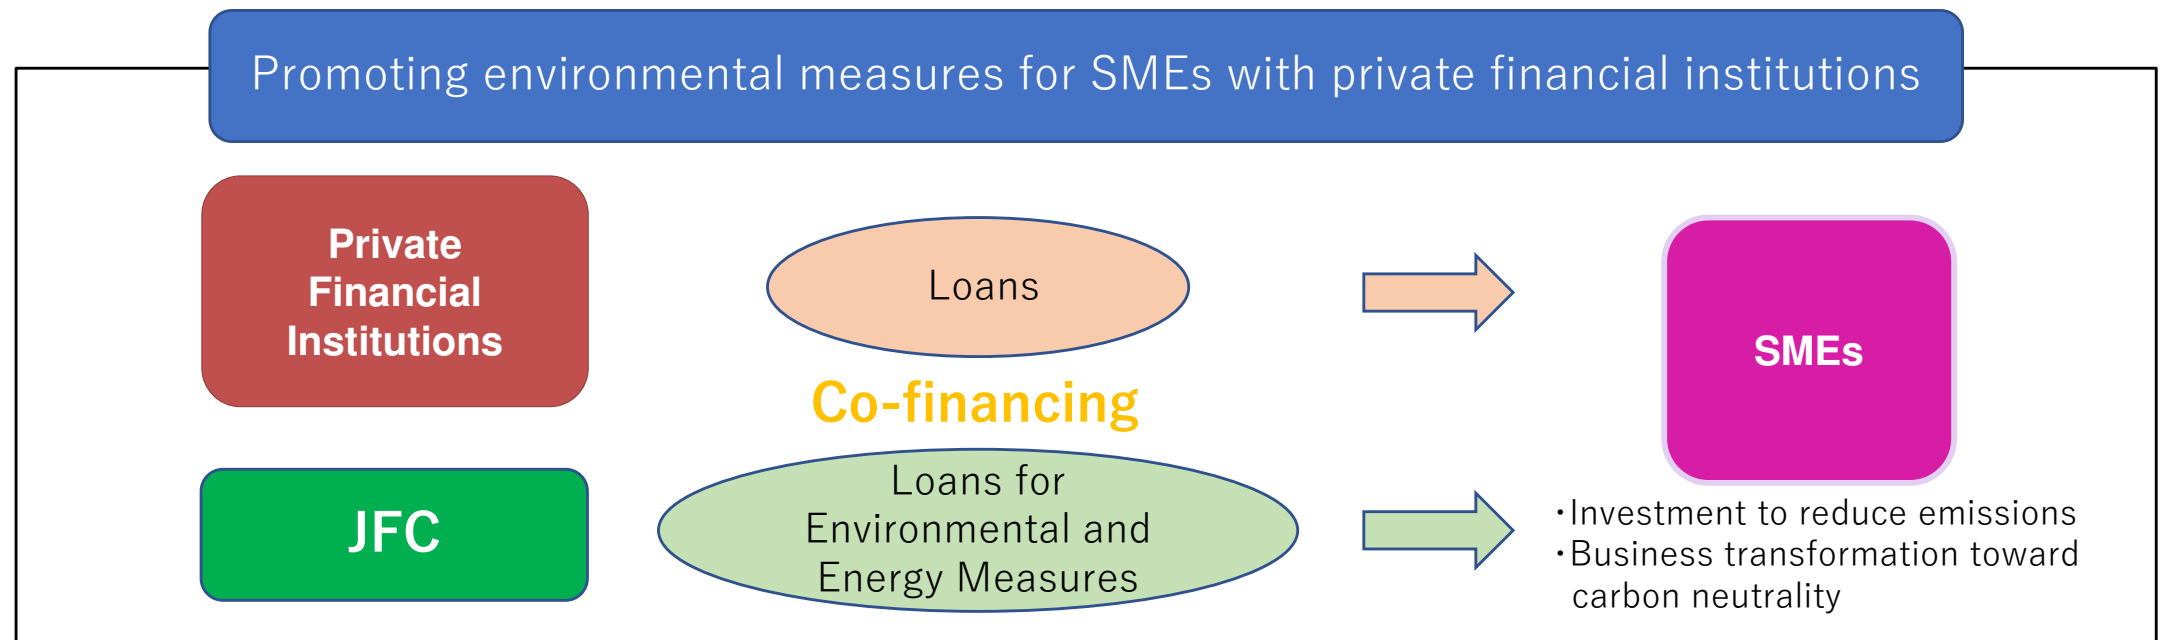 Promoting environmental measures for SMEs with private financial institutions
Private
Financial
Institutions
Loans
SMEs
Co-financing
JFC
Loans for
Environmental and
Energy Measures
・Investment to reduce emissions
・Business transformation toward
carbon neutrality